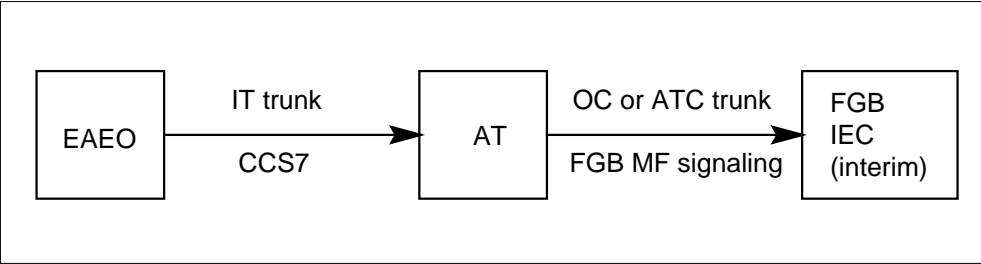 EAEO
IT trunk
CCS7
AT
OC or ATC trunk
FGB MF signaling
FGB
IEC
(interim)